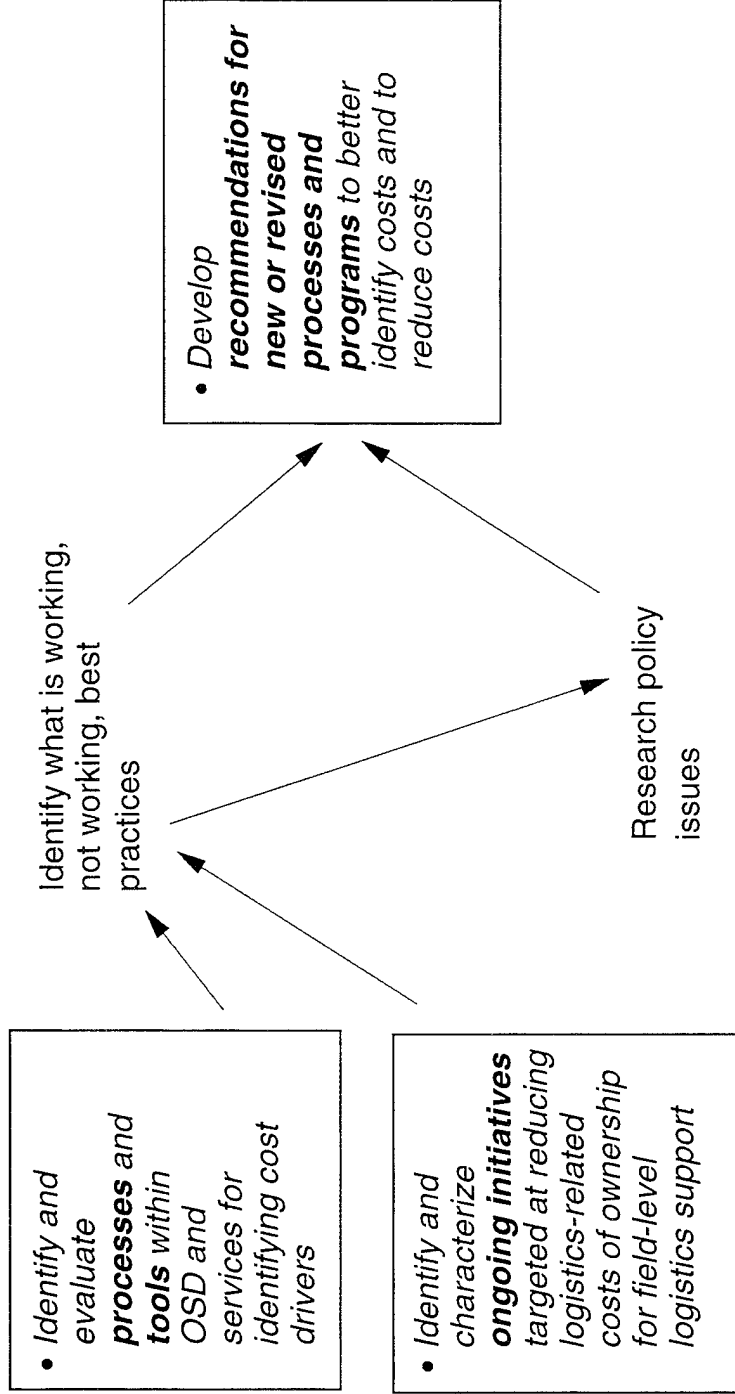 • Identify and
evaluate
processes and
tools within
OSD and
services for
identifying cost
drivers
• Identify and
characterize
ongoing initiatives
targeted at reducing
logistics-related
costs of ownership
for field-level
logistics support
Identify what is working,
not working, best
practices
Research policy
issues
• Develop
recommendations for
new or revised
processes and
programs to better
identify costs and to
reduce costs